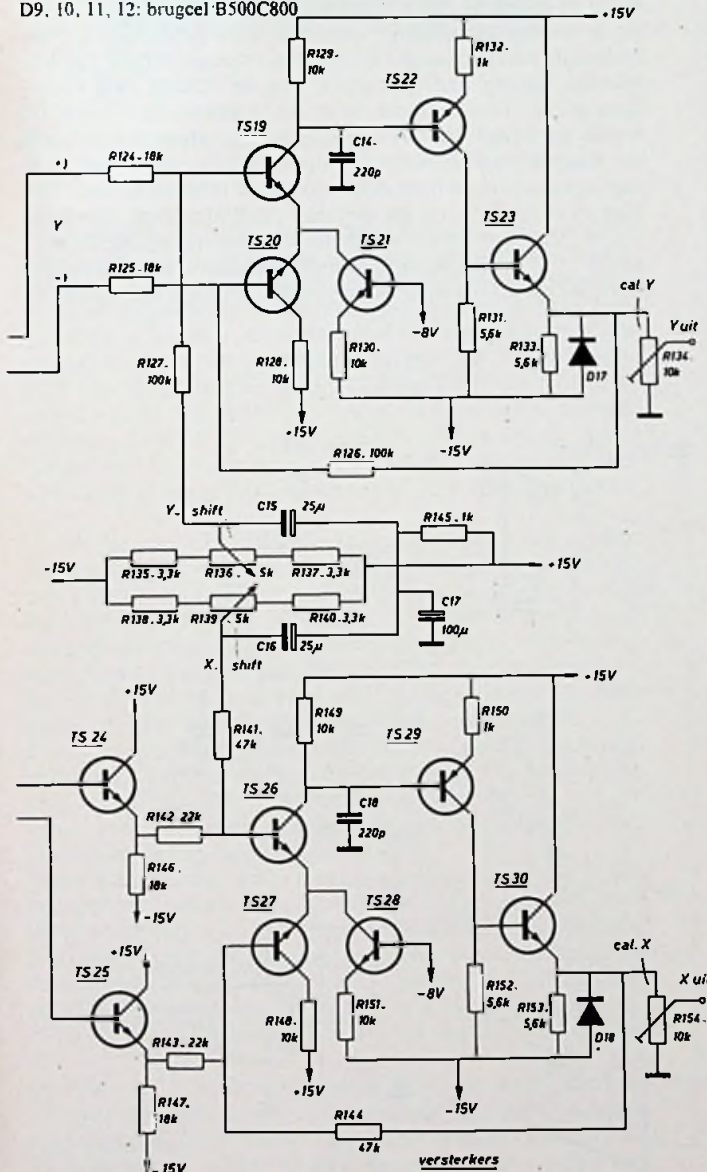 D9, 10, 11, 12: brugcel B500C800
+15V
R129-
10k
R132-
1k
TS22
TS19
C14-
220p
+)
R124-18k
Y
TS20
TS21
TS23
-)
R125-18k
cal. Y
Y uit
-8V
R131-
5,6k
R133-
5,6k
D17
R134-
10k
R127-
100k
R128-
10k
R130-
10k
+15V
-15V
R126-100k
Y- shift
C15
25µ
R145-1k
-15V
R135-3,3k
R136-
5k
R137-3,3k
+15V
R138-3,3k
R139-
5k
R140-3,3k
C17
100µ
X- shift
C16
25µ
+15V
+15V
TS 24
R141-
47k
R149
10k
TS29
R150
1k
TS 26
C18
220p
R142-22k
R146-
18k
TS27
TS28
TS30
-15V
+15V
cal. X
X uit
TS25
-8V
R152-
5,6k
R153-
5,6k
D18
R154-
10k
R148-
10k
R151-
10k
R143-22k
+15V
-15V
R147-
18k
R144
47k
-15V
versterkers